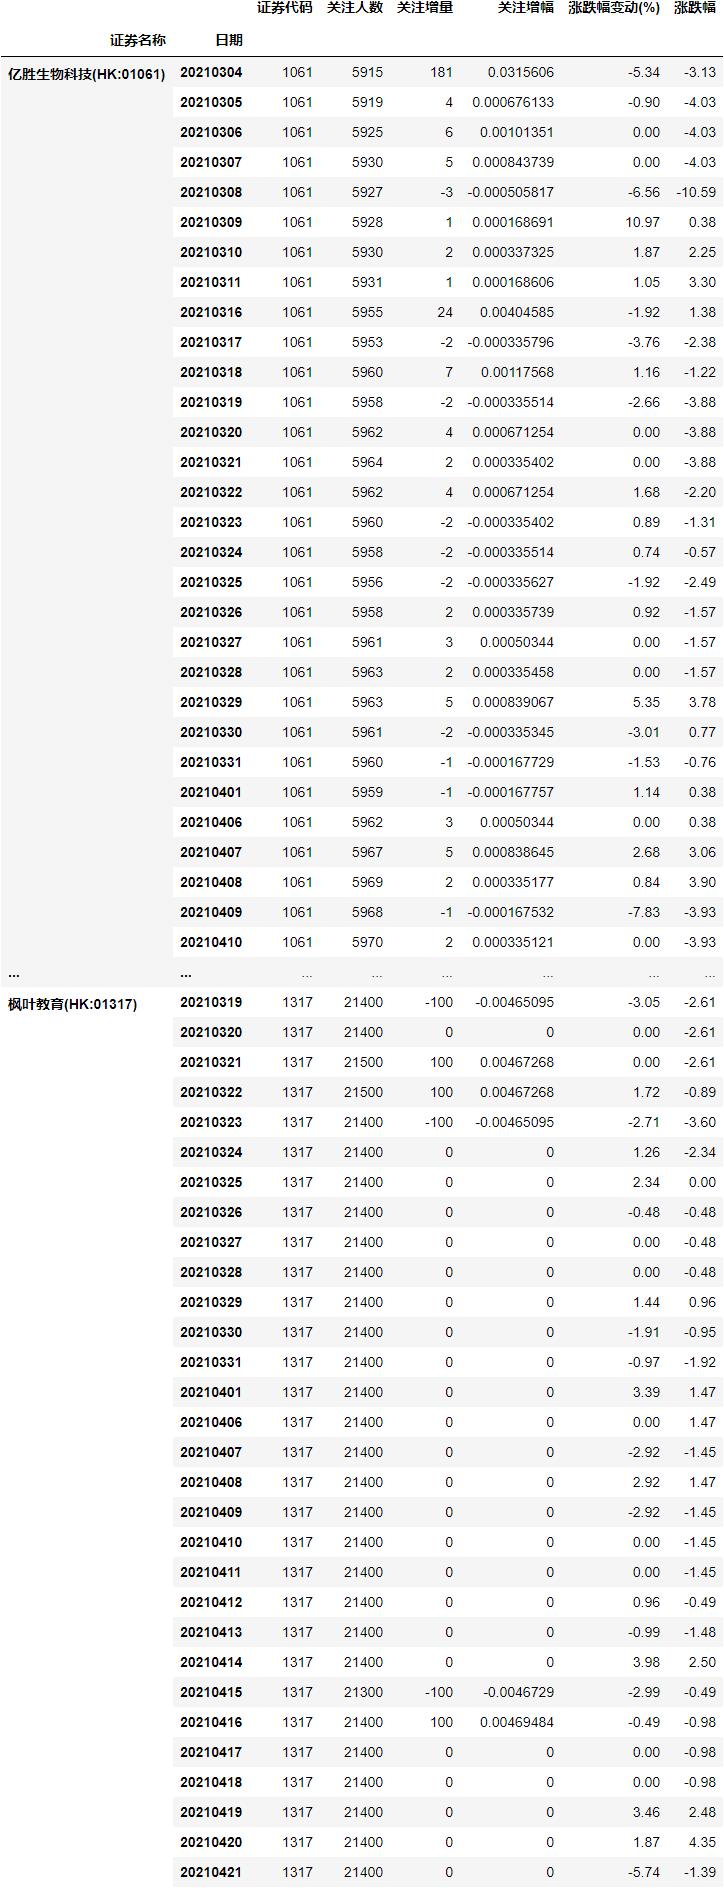 证券代码 关注人数 关注增量 关注增幅 涨跌幅变动(%) 涨跌幅
证券名称 日期
亿胜生物科技(HK:01061) 20210304 1061 5915 181 0.0315606 -5.34 -3.13
20210305 1061 5919 4 0.000676133 -0.90 -4.03
20210306 1061 5925 6 0.00101351 0.00 -4.03
20210307 1061 5930 5 0.000843739 0.00 -4.03
20210308 1061 5927 -3 -0.000505817 -6.56 -10.59
20210309 1061 5928 1 0.000168691 10.97 0.38
20210310 1061 5930 2 0.000337325 1.87 2.25
20210311 1061 5931 1 0.000168606 1.05 3.30
20210316 1061 5955 24 0.00404585 -1.92 1.38
20210317 1061 5953 -2 -0.000335796 -3.76 -2.38
20210318 1061 5960 7 0.00117568 1.16 -1.22
20210319 1061 5958 -2 -0.000335514 -2.66 -3.88
20210320 1061 5962 4 0.000671254 0.00 -3.88
20210321 1061 5964 2 0.000335402 0.00 -3.88
20210322 1061 5962 4 0.000671254 1.68 -2.20
20210323 1061 5960 -2 -0.000335402 0.89 -1.31
20210324 1061 5958 -2 -0.000335514 0.74 -0.57
20210325 1061 5956 -2 -0.000335627 -1.92 -2.49
20210326 1061 5958 2 0.000335739 0.92 -1.57
20210327 1061 5961 3 0.00050344 0.00 -1.57
20210328 1061 5963 2 0.000335458 0.00 -1.57
20210329 1061 5963 5 0.000839067 5.35 3.78
20210330 1061 5961 -2 -0.000335345 -3.01 0.77
20210331 1061 5960 -1 -0.000167729 -1.53 -0.76
20210401 1061 5959 -1 -0.000167757 1.14 0.38
20210406 1061 5962 3 0.00050344 0.00 0.38
20210407 1061 5967 5 0.000838645 2.68 3.06
20210408 1061 5969 2 0.000335177 0.84 3.90
20210409 1061 5968 -1 -0.000167532 -7.83 -3.93
20210410 1061 5970 2 0.000335121 0.00 -3.93
... ... ... ... ... ... ... ...
枫叶教育(HK:01317) 20210319 1317 21400 -100 -0.00465095 -3.05 -2.61
20210320 1317 21400 0 0 0.00 -2.61
20210321 1317 21500 100 0.00467268 0.00 -2.61
20210322 1317 21500 100 0.00467268 1.72 -0.89
20210323 1317 21400 -100 -0.00465095 -2.71 -3.60
20210324 1317 21400 0 0 1.26 -2.34
20210325 1317 21400 0 0 2.34 0.00
20210326 1317 21400 0 0 -0.48 -0.48
20210327 1317 21400 0 0 0.00 -0.48
20210328 1317 21400 0 0 0.00 -0.48
20210329 1317 21400 0 0 1.44 0.96
20210330 1317 21400 0 0 -1.91 -0.95
20210331 1317 21400 0 0 -0.97 -1.92
20210401 1317 21400 0 0 3.39 1.47
20210406 1317 21400 0 0 0.00 1.47
20210407 1317 21400 0 0 -2.92 -1.45
20210408 1317 21400 0 0 2.92 1.47
20210409 1317 21400 0 0 -2.92 -1.45
20210410 1317 21400 0 0 0.00 -1.45
20210411 1317 21400 0 0 0.00 -1.45
20210412 1317 21400 0 0 0.96 -0.49
20210413 1317 21400 0 0 -0.99 -1.48
20210414 1317 21400 0 0 3.98 2.50
20210415 1317 21300 -100 -0.0046729 -2.99 -0.49
20210416 1317 21400 100 0.00469484 -0.49 -0.98
20210417 1317 21400 0 0 0.00 -0.98
20210418 1317 21400 0 0 0.00 -0.98
20210419 1317 21400 0 0 3.46 2.48
20210420 1317 21400 0 0 1.87 4.35
20210421 1317 21400 0 0 -5.74 -1.39